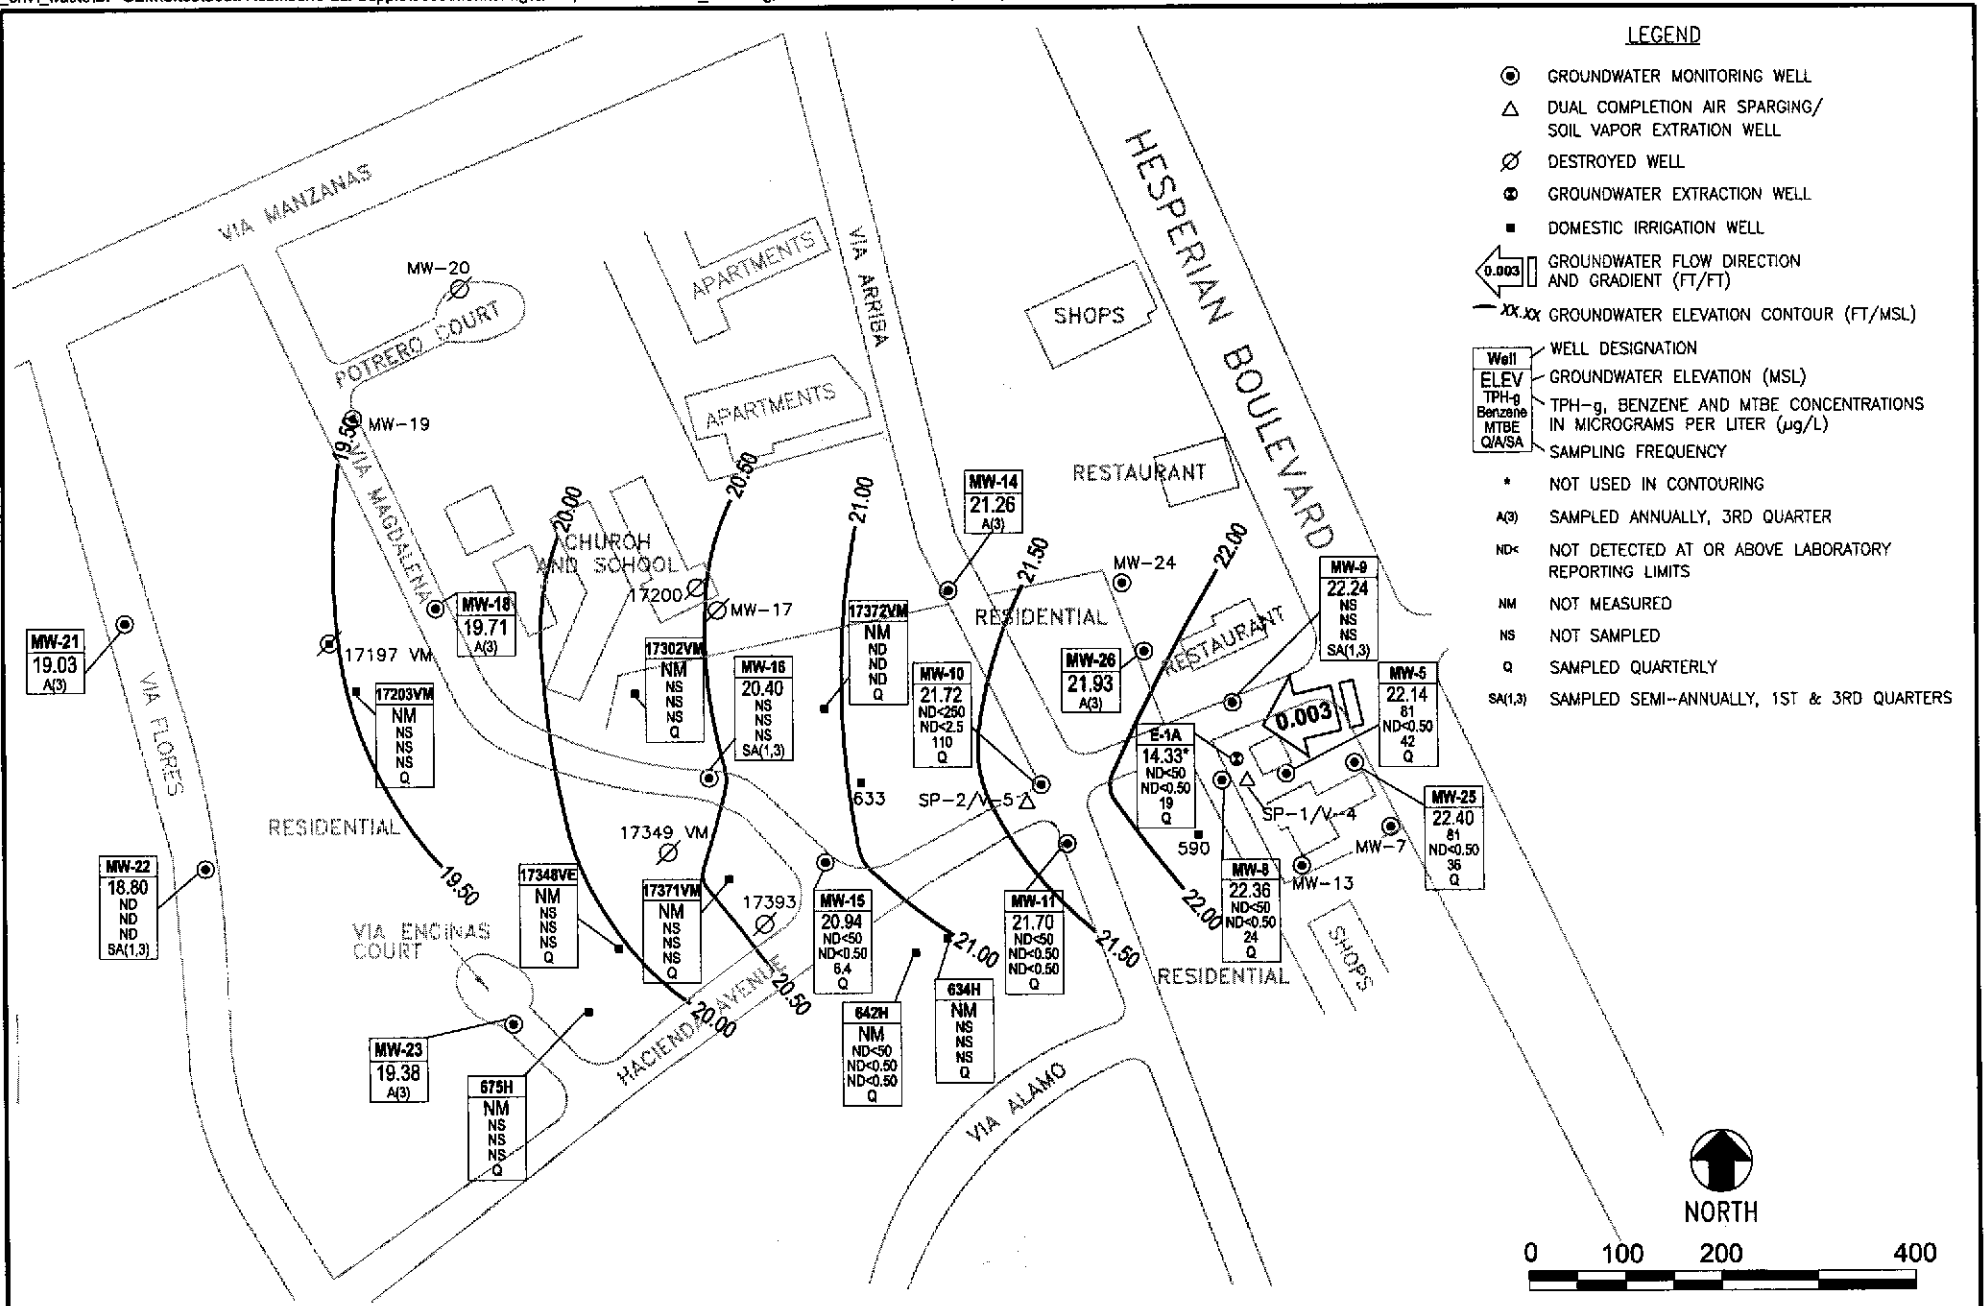 LEGEND
GROUNDWATER MONITORING WELL
DUAL COMPLETION AIR SPARGING/
SOIL VAPOR EXTRATION WELL
DESTROYED WELL
GROUNDWATER EXTRACTION WELL
DOMESTIC IRRIGATION WELL
0.003
GROUNDWATER FLOW DIRECTION
AND GRADIENT (FT/FT)
XX.XX GROUNDWATER ELEVATION CONTOUR (FT/MSL)
Well
ELEV
TPH-g
Benzene
MTBE
Q/A/SA
WELL DESIGNATION
GROUNDWATER ELEVATION (MSL)
TPH-g, BENZENE AND MTBE CONCENTRATIONS
IN MICROGRAMS PER LITER (µg/L)
SAMPLING FREQUENCY
* NOT USED IN CONTOURING
A(3) SAMPLED ANNUALLY, 3RD QUARTER
ND< NOT DETECTED AT OR ABOVE LABORATORY
REPORTING LIMITS
NM NOT MEASURED
NS NOT SAMPLED
Q SAMPLED QUARTERLY
SA(1,3) SAMPLED SEMI-ANNUALLY, 1ST & 3RD QUARTERS
VIA MANZANAS
MW-20
POTRERO COURT
MW-19
19.50
VIA MAGDALENA
APARTMENTS
APARTMENTS
VIA ARRIBA
HESPERIAN BOULEVARD
SHOPS
RESTAURANT
20.00
20.50
21.00
21.50
22.00
CHURCH
AND SCHOOL
17200
MW-17
MW-14
21.26
A(3)
MW-24
RESIDENTIAL
RESTAURANT
MW-9
22.24
NS
NS
NS
SA(1,3)
MW-21
19.03
A(3)
VIA FLORES
17197 VM
MW-18
19.71
A(3)
17203VM
NM
NS
NS
NS
Q
17302VM
NM
NS
NS
NS
Q
MW-16
20.40
NS
NS
NS
SA(1,3)
17372VM
NM
ND
ND
ND
Q
MW-10
21.72
ND<250
ND<2.5
110
Q
MW-26
21.93
A(3)
E-1A
14.33*
ND<50
ND<0.50
19
Q
0.003
MW-5
22.14
81
ND<0.50
42
Q
MW-25
22.40
81
ND<0.50
36
Q
633
SP-2/V-5
SP-1/V-4
590
MW-7
MW-13
MW-8
22.36
ND<50
ND<0.50
24
Q
RESIDENTIAL
19.50
17349 VM
17393
MW-22
18.80
ND
ND
ND
SA(1,3)
17348VE
NM
NS
NS
NS
Q
17371VM
NM
NS
NS
NS
Q
MW-15
20.94
ND<50
ND<0.50
6.4
Q
MW-11
21.70
ND<50
ND<0.50
ND<0.50
Q
VIA ENCINAS
COURT
20.00
20.50
21.00
21.50
22.00
RESIDENTIAL
SHOPS
HACIENDA AVENUE
642H
NM
ND<50
ND<0.50
ND<0.50
Q
634H
NM
NS
NS
NS
Q
MW-23
19.38
A(3)
675H
NM
NS
NS
NS
Q
VIA ALAMO
NORTH
0 100 200 400